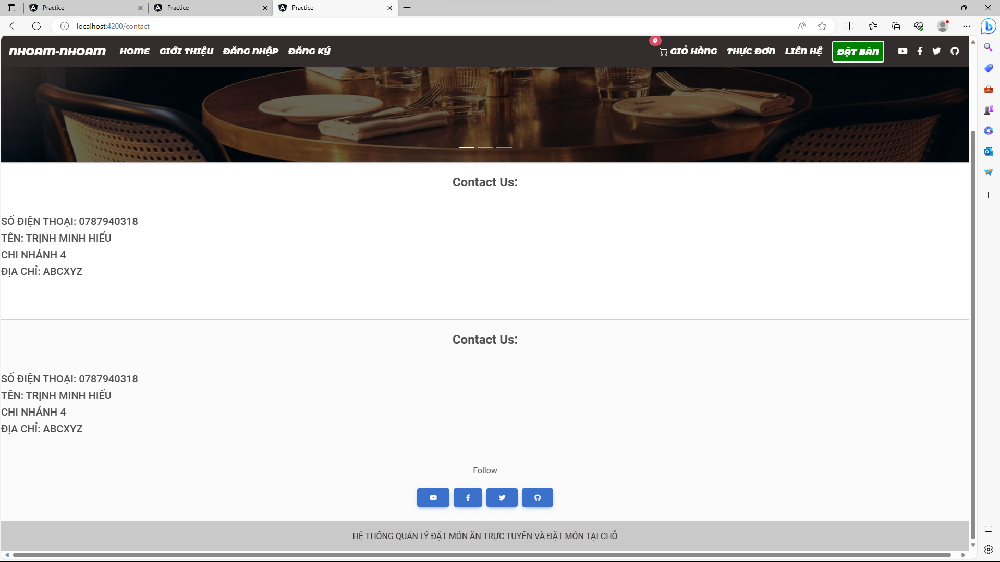 Practice
Practice
Practice
localhost:4200/contact
NHOAM-NHOAM HOME GIỚI THIỆU ĐĂNG NHẬP ĐĂNG KÝ 0 GIỎ HÀNG THỰC ĐƠN LIÊN HỆ ĐẶT BÀN
Contact Us:
SỐ ĐIỆN THOẠI: 0787940318
TÊN: TRỊNH MINH HIẾU
CHI NHÁNH 4
ĐỊA CHỈ: ABCXYZ
Contact Us:
SỐ ĐIỆN THOẠI: 0787940318
TÊN: TRỊNH MINH HIẾU
CHI NHÁNH 4
ĐỊA CHỈ: ABCXYZ
Follow
HỆ THỐNG QUẢN LÝ ĐẶT MÓN ĂN TRỰC TUYẾN VÀ ĐẶT MÓN TẠI CHỖ